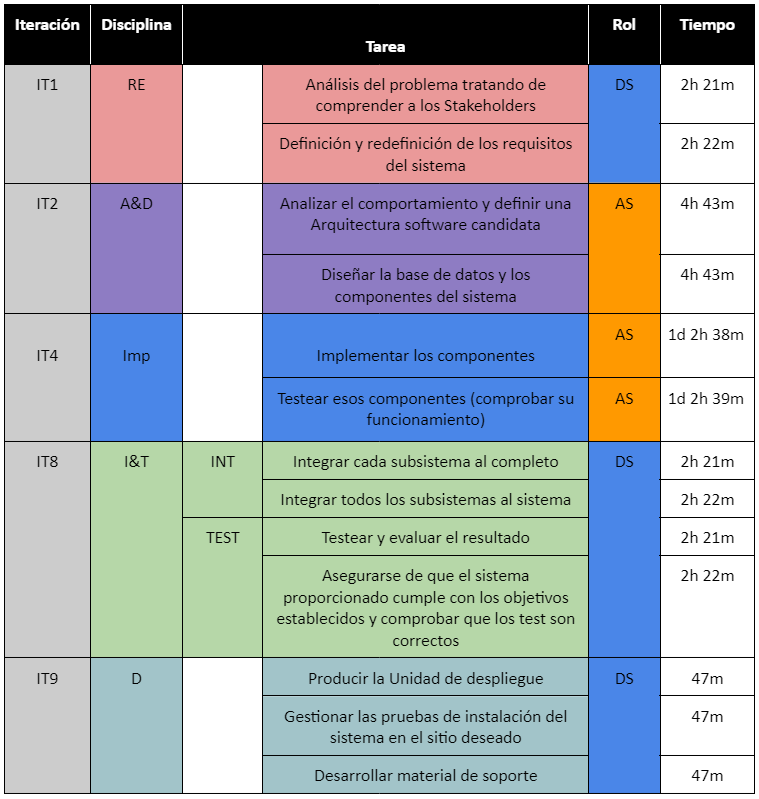 Iteración Disciplina Tarea Rol Tiempo
IT1 RE Análisis del problema tratando de DS 2h 21m
comprender a los Stakeholders
Definición y redefinición de los requisitos 2h 22m
del sistema
IT2 A&D Analizar el comportamiento y definir una AS 4h 43m
Arquitectura software candidata
Diseñar la base de datos y los 4h 43m
componentes del sistema
IT4 Imp Implementar los componentes AS 1d 2h 38m
Testear esos componentes (comprobar su AS 1d 2h 39m
funcionamiento)
IT8 I&T INT Integrar cada subsistema al completo DS 2h 21m
Integrar todos los subsistemas al sistema 2h 22m
TEST Testear y evaluar el resultado 2h 21m
Asegurarse de que el sistema 2h 22m
proporcionado cumple con los objetivos
establecidos y comprobar que los test son
correctos
IT9 D Producir la Unidad de despliegue DS 47m
Gestionar las pruebas de instalación del 47m
sistema en el sitio deseado
Desarrollar material de soporte 47m